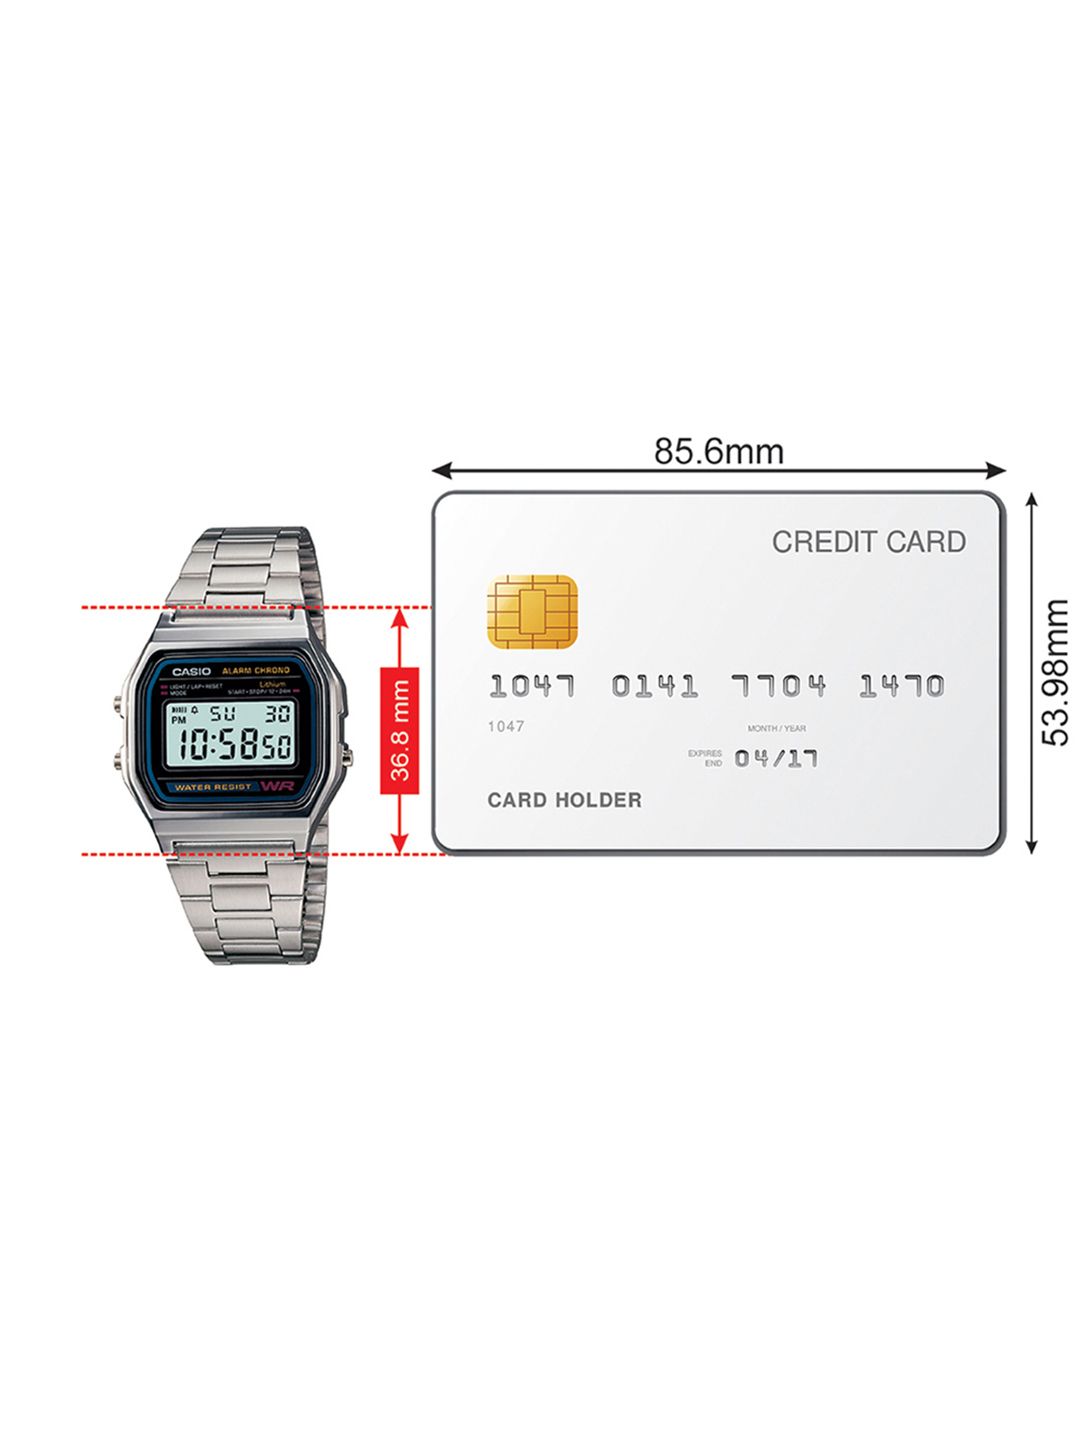 85.6mm
CREDIT CARD
53.98mm
CASIO ALARM CHRONO
LIGHT / LAP•RESET Lithium
MODE START•STOP/12•24H
SU 30
PM
10:58 50
WATER RESIST WR
36.8 mm
1047 0141 7704 1470
1047
MONTH / YEAR
EXPIRES
END 04/17
CARD HOLDER